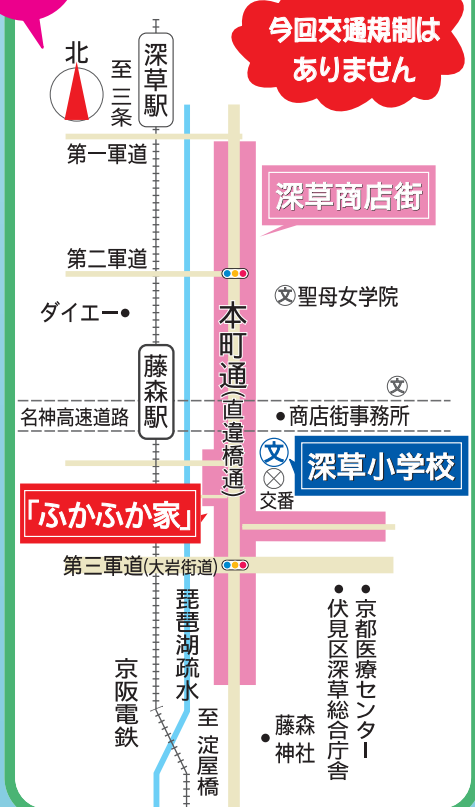 今回交通規制は
ありません
北
至 三条
深草駅
第一軍道
深草商店街
第二軍道
文聖母女学院
ダイエー
本町通(直違橋通)
藤森駅
文
名神高速道路
商店街事務所
文
深草小学校
交番
「ふかふか家」
第三軍道(大岩街道)
琵琶湖疏水
京都医療センター
伏見区深草総合庁舎
京阪電鉄
至 淀屋橋
藤森
神社